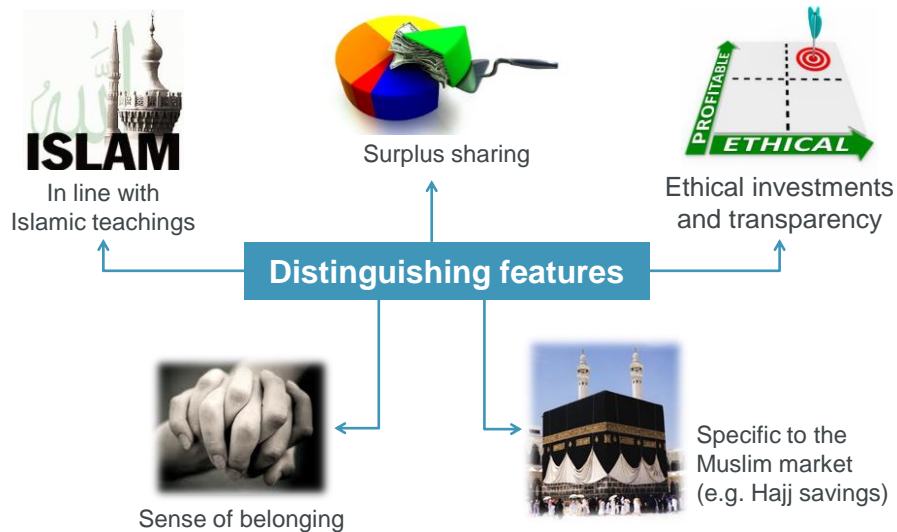 الله
ISLAM
In line with
Islamic teachings
Surplus sharing
PROFITABLE
ETHICAL
Ethical investments
and transparency
Distinguishing features
Sense of belonging
Specific to the
Muslim market
(e.g. Hajj savings)